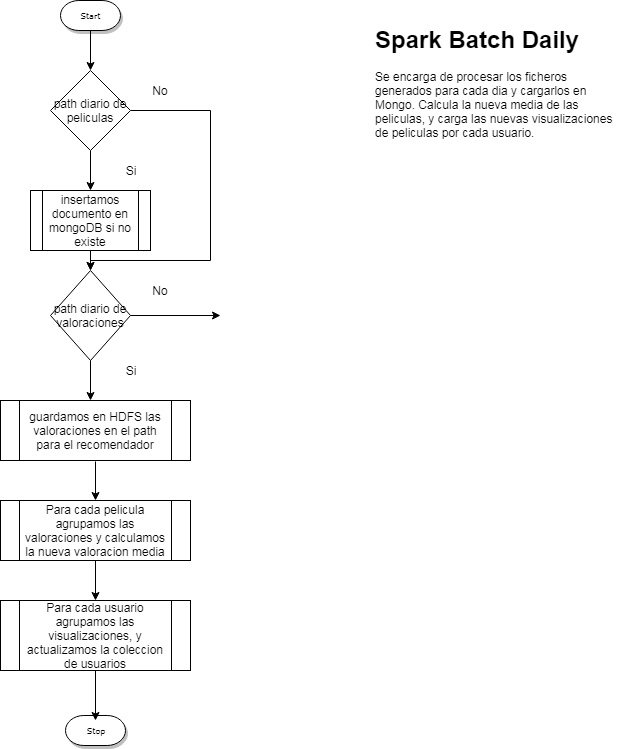 Start
Spark Batch Daily
Se encarga de procesar los ficheros
generados para cada dia y cargarlos en
Mongo. Calcula la nueva media de las
peliculas, y carga las nuevas visualizaciones
de peliculas por cada usuario.
path diario de
peliculas
No
Si
insertamos
documento en
mongoDB si no
existe
path diario de
valoraciones
No
Si
guardamos en HDFS las
valoraciones en el path
para el recomendador
Para cada pelicula
agrupamos las
valoraciones y calculamos
la nueva valoracion media
Para cada usuario
agrupamos las
visualizaciones, y
actualizamos la coleccion
de usuarios
Stop